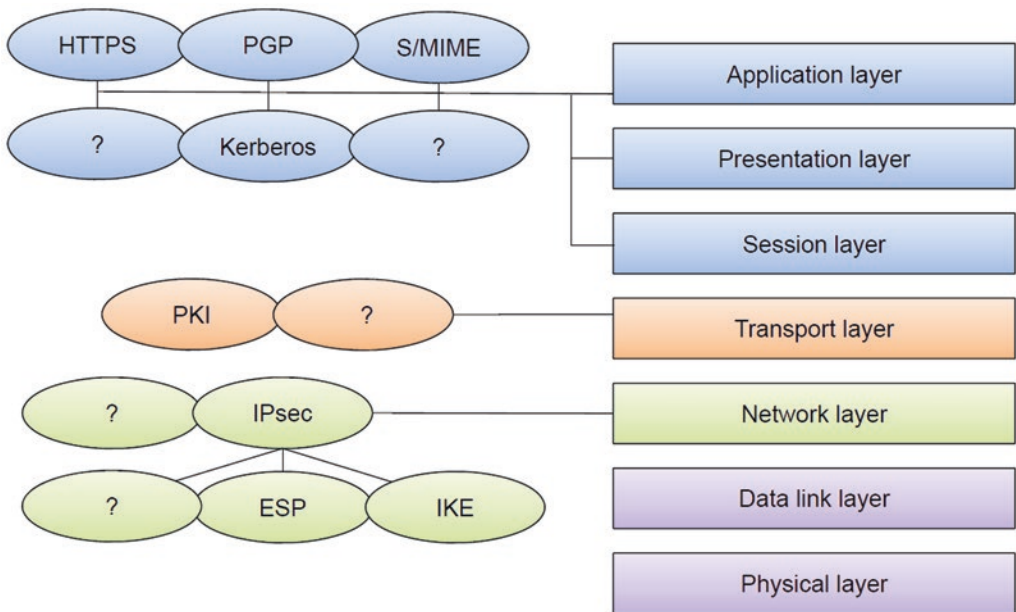 HTTPS
PGP
S/MIME
Application layer
?
Kerberos
?
Presentation layer
Session layer
PKI
?
Transport layer
?
IPsec
Network layer
?
ESP
IKE
Data link layer
Physical layer